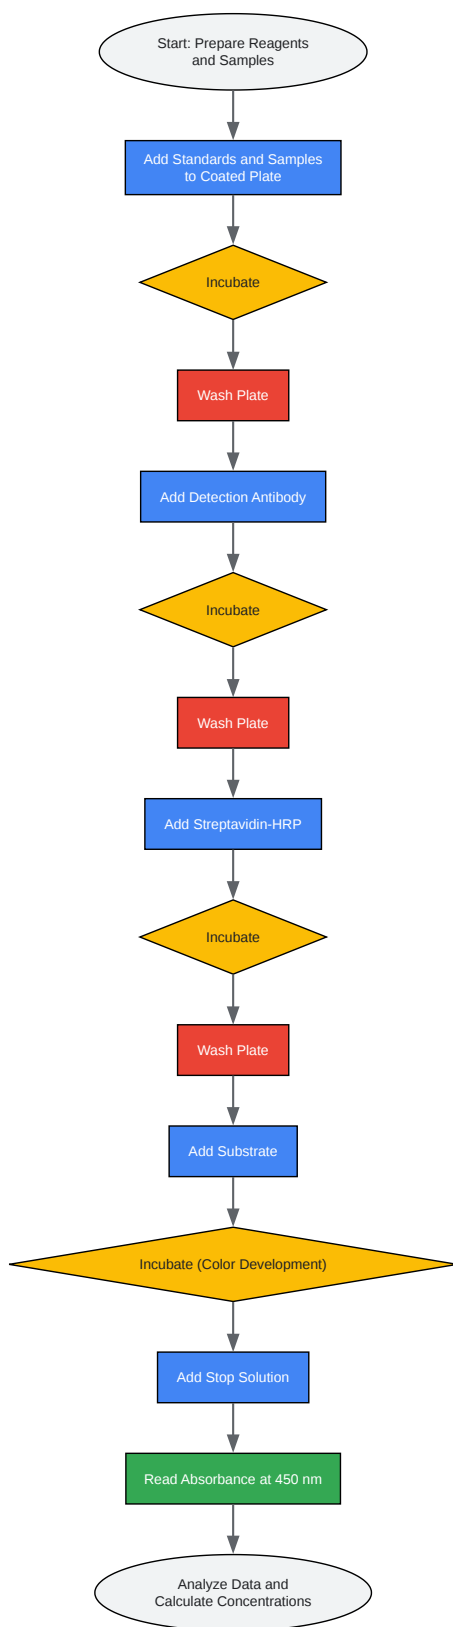 Start: Prepare Reagents
and Samples
Add Standards and Samples
to Coated Plate
Incubate
Wash Plate
Add Detection Antibody
Incubate
Wash Plate
Add Streptavidin-HRP
Incubate
Wash Plate
Add Substrate
Incubate (Color Development)
Add Stop Solution
Read Absorbance at 450 nm
Analyze Data and
Calculate Concentrations